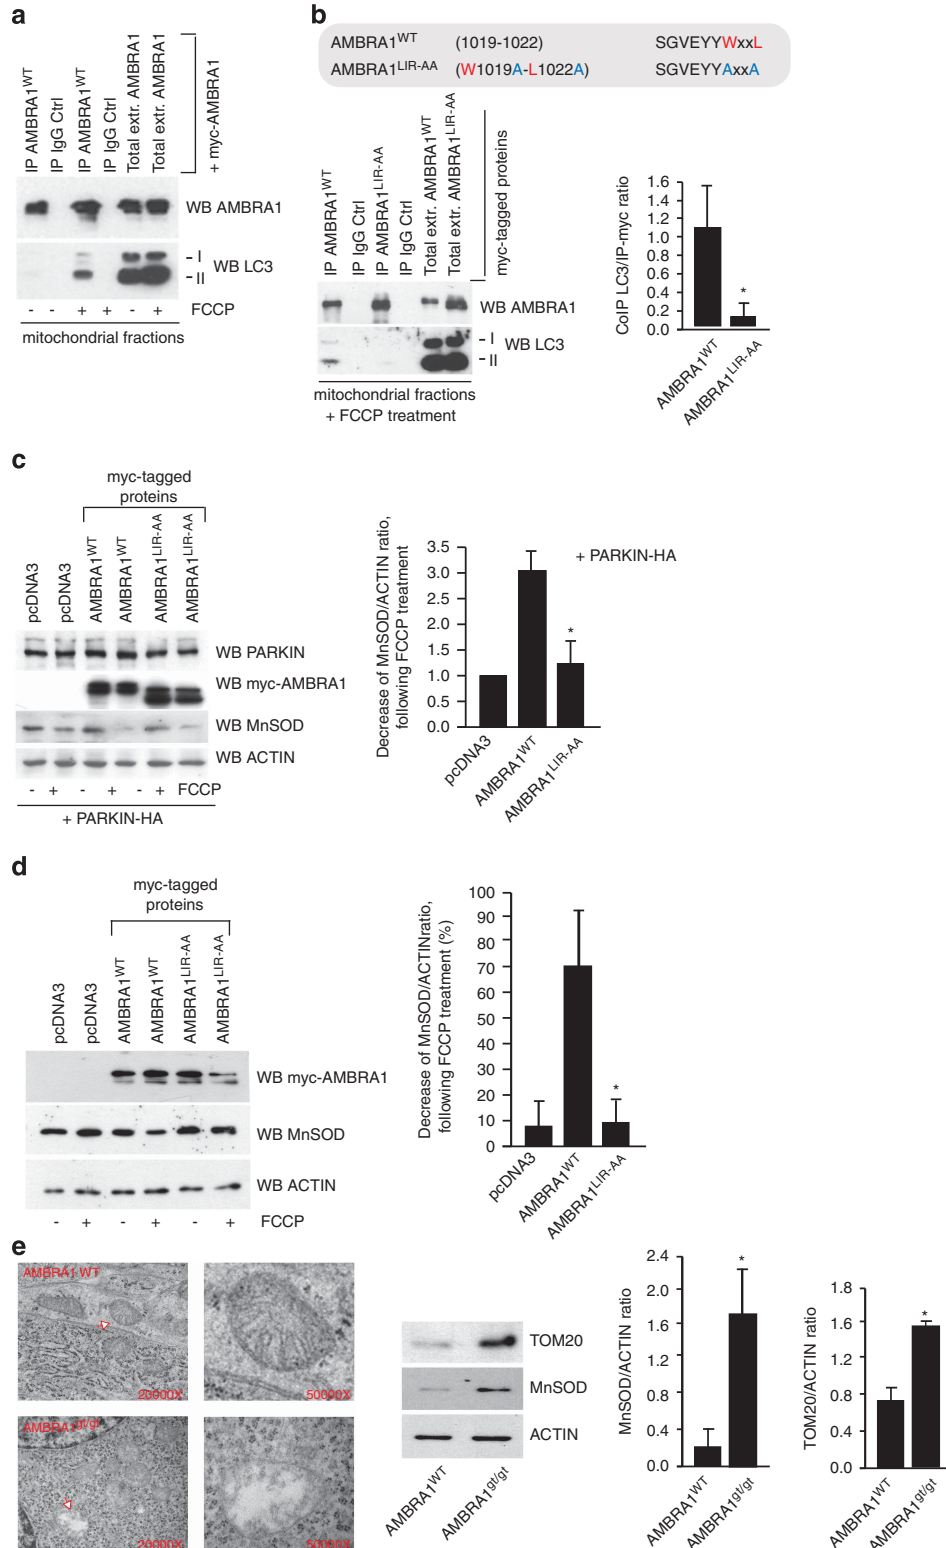 a
IP AMBRA1WT
IP IgG Ctrl
IP AMBRA1WT
IP IgG Ctrl
Total extr. AMBRA1
Total extr. AMBRA1
+ myc-AMBRA1
WB AMBRA1
- I
- II
WB LC3
- - + + - + FCCP
mitochondrial fractions
b
AMBRA1WT (1019-1022) SGVEYYWxxL
AMBRA1LIR-AA (W1019A-L1022A) SGVEYYAxxA
IP AMBRA1WT
IP IgG Ctrl
IP AMBRA1LIR-AA
IP IgG Ctrl
Total extr. AMBRA1WT
Total extr. AMBRA1LIR-AA
myc-tagged proteins
WB AMBRA1
- I
- II
WB LC3
mitochondrial fractions
+ FCCP treatment
CoIP LC3/IP-myc ratio
1.6
1.4
1.2
1.0
0.8
0.6
0.4
0.2
0.0
*
AMBRA1WT
AMBRA1LIR-AA
c
myc-tagged
proteins
pcDNA3
pcDNA3
AMBRA1WT
AMBRA1WT
AMBRA1LIR-AA
AMBRA1LIR-AA
WB PARKIN
WB myc-AMBRA1
WB MnSOD
WB ACTIN
- + - + - + FCCP
+ PARKIN-HA
Decrease of MnSOD/ACTIN ratio,
following FCCP treatment
3.5
3.0
2.5
2.0
1.5
1.0
0.5
0.0
+ PARKIN-HA
*
pcDNA3
AMBRA1WT
AMBRA1LIR-AA
d
myc-tagged
proteins
pcDNA3
pcDNA3
AMBRA1WT
AMBRA1WT
AMBRA1LIR-AA
AMBRA1LIR-AA
WB myc-AMBRA1
WB MnSOD
WB ACTIN
- + - + - + FCCP
Decrease of MnSOD/ACTINratio,
following FCCP treatment (%)
100
90
80
70
60
50
40
30
20
10
0
*
pcDNA3
AMBRA1WT
AMBRA1LIR-AA
e
AMBRA1 WT
20000X
50000X
AMBRA1gt/gt
20000X
50000X
TOM20
MnSOD
ACTIN
AMBRA1WT
AMBRA1gt/gt
MnSOD/ACTIN ratio
2.4
2.0
1.6
1.2
0.8
0.4
0.0
*
AMBRA1WT
AMBRA1gt/gt
TOM20/ACTIN ratio
1.8
1.6
1.2
0.8
0.4
0.0
*
AMBRA1WT
AMBRA1gt/gt